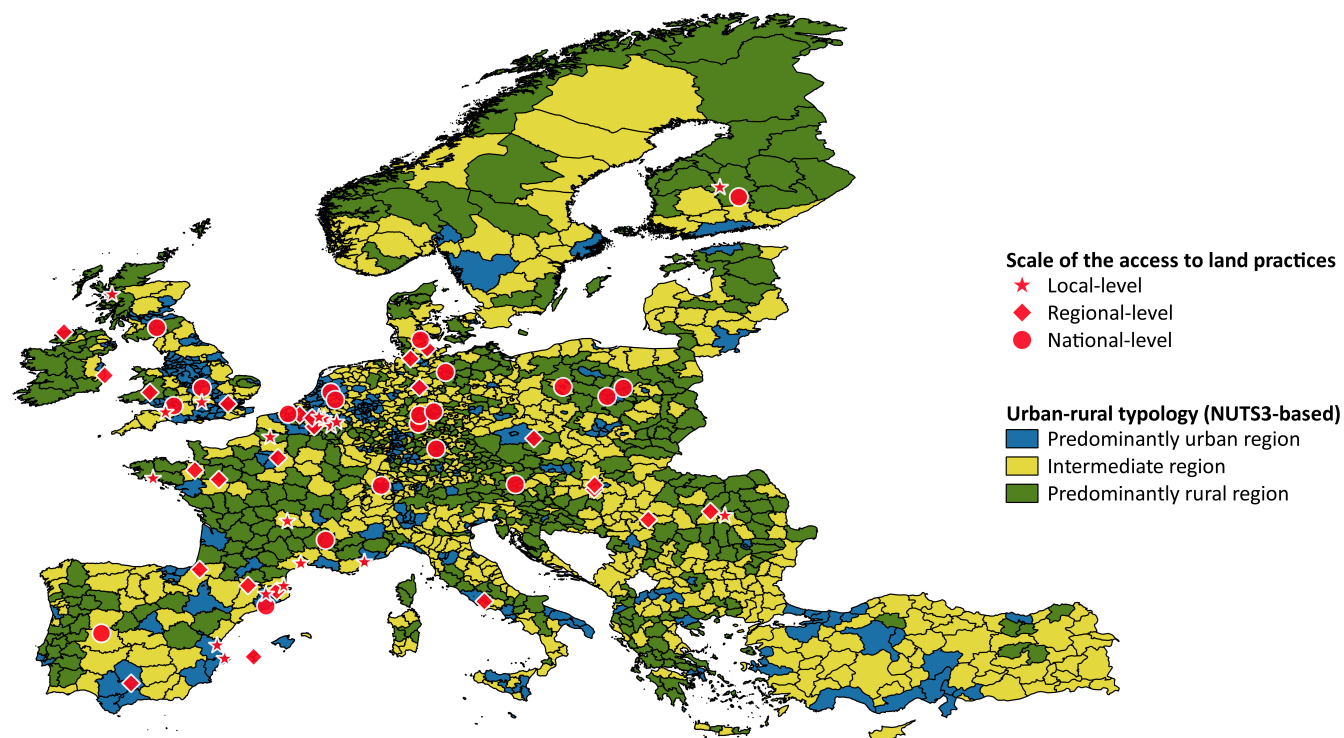 Scale of the access to land practices
Local-level
Regional-level
National-level
Urban-rural typology (NUTS3-based)
Predominantly urban region
Intermediate region
Predominantly rural region